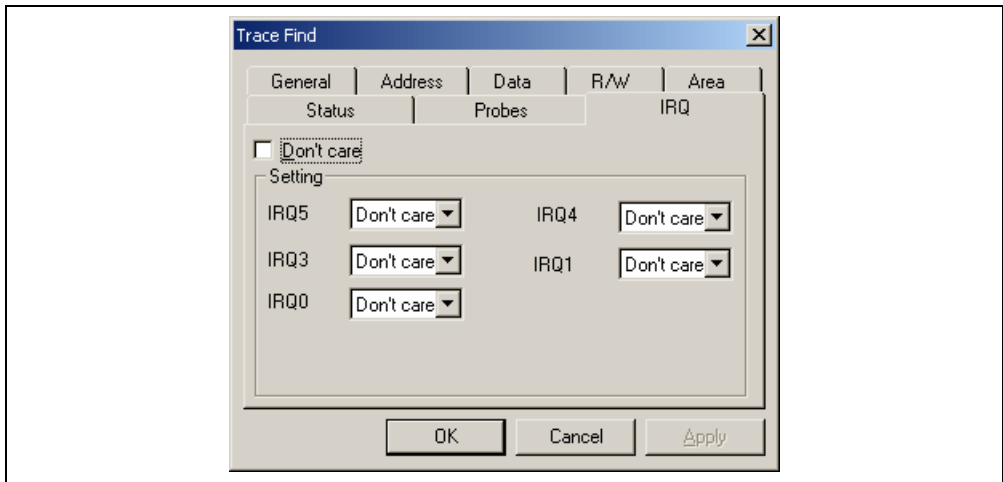 Trace Find
General Address Data R/W Area
Status Probes IRQ
Don't care
Setting
IRQ5 Don't care IRQ4 Don't care
IRQ3 Don't care IRQ1 Don't care
IRQ0 Don't care
OK Cancel Apply